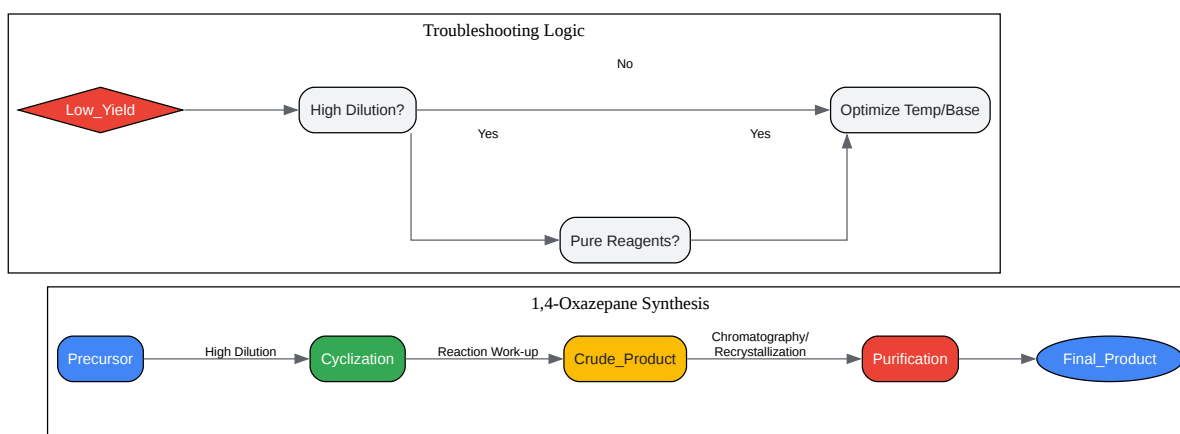 Troubleshooting Logic
No
Low_Yield
High Dilution?
Optimize Temp/Base
Yes
Yes
Pure Reagents?
1,4-Oxazepane Synthesis
Precursor
High Dilution
Cyclization
Reaction Work-up
Crude_Product
Chromatography/
Recrystallization
Purification
Final_Product